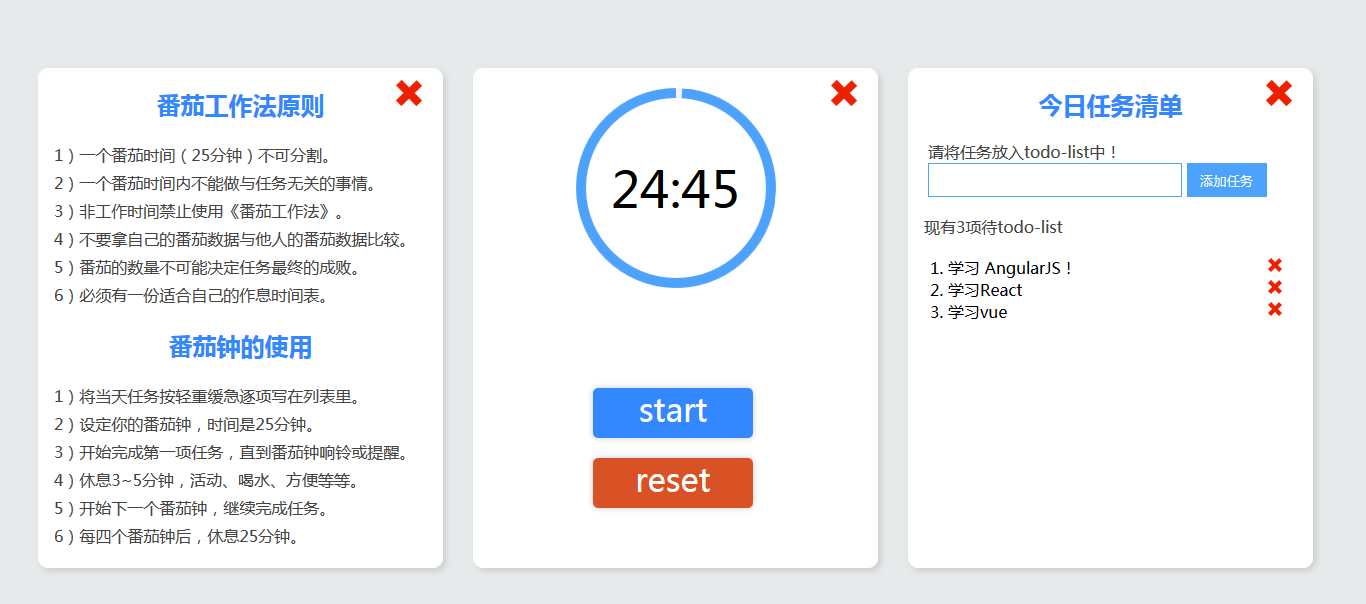 番茄工作法原则
1）一个番茄时间（25分钟）不可分割。
2）一个番茄时间内不能做与任务无关的事情。
3）非工作时间禁止使用《番茄工作法》。
4）不要拿自己的番茄数据与他人的番茄数据比较。
5）番茄的数量不可能决定任务最终的成败。
6）必须有一份适合自己的作息时间表。
番茄钟的使用
1）将当天任务按轻重缓急逐项写在列表里。
2）设定你的番茄钟，时间是25分钟。
3）开始完成第一项任务，直到番茄钟响铃或提醒。
4）休息3~5分钟，活动、喝水、方便等等。
5）开始下一个番茄钟，继续完成任务。
6）每四个番茄钟后，休息25分钟。
24:45
start
reset
今日任务清单
请将任务放入todo-list中！
添加任务
现有3项待todo-list
1. 学习 AngularJS！
2. 学习React
3. 学习vue